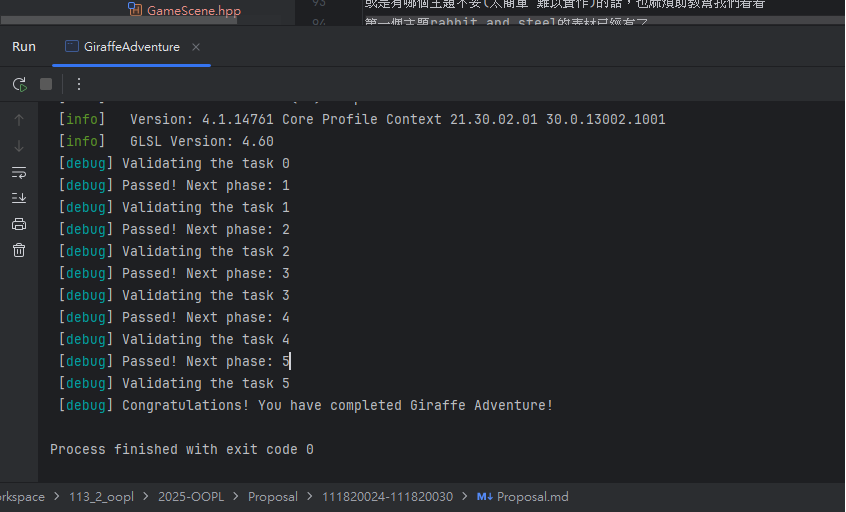 GameScene.hpp
93
或是有哪個主題不要(太簡單 難以實作)的話，也麻煩助教幫我們看看
94
第一個主題rabbit and steel的素材已經有了
Run
GiraffeAdventure
[info]   Version: 4.1.14761 Core Profile Context 21.30.02.01 30.0.13002.1001
[info]   GLSL Version: 4.60
[debug] Validating the task 0
[debug] Passed! Next phase: 1
[debug] Validating the task 1
[debug] Passed! Next phase: 2
[debug] Validating the task 2
[debug] Passed! Next phase: 3
[debug] Validating the task 3
[debug] Passed! Next phase: 4
[debug] Validating the task 4
[debug] Passed! Next phase: 5
[debug] Validating the task 5
[debug] Congratulations! You have completed Giraffe Adventure!
Process finished with exit code 0
rkspace > 113_2_oopl > 2025-OOPL > Proposal > 111820024-111820030 > Proposal.md